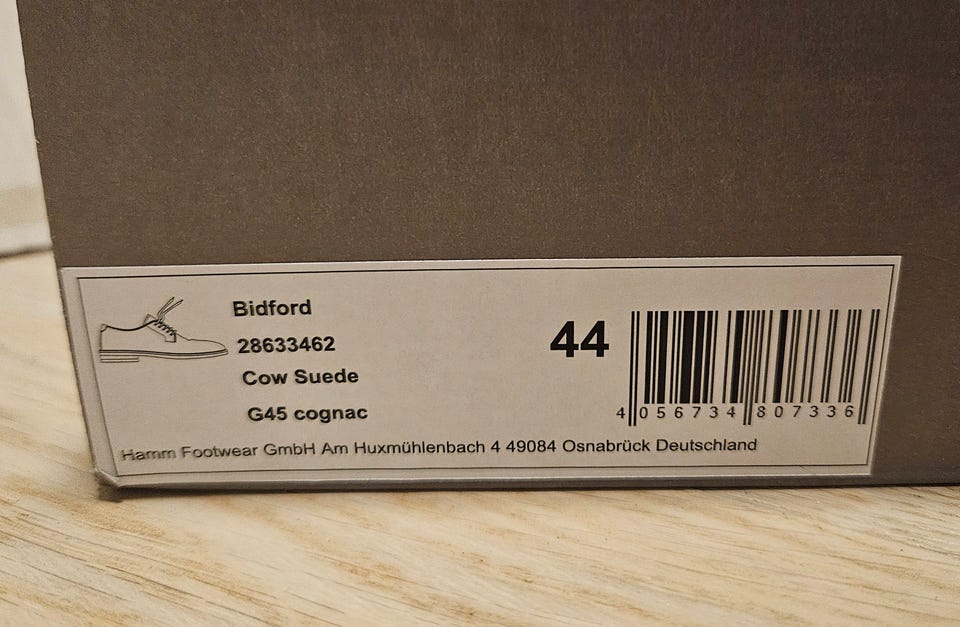 Bidford
28633462
Cow Suede
G45 cognac
44
4 056734 807336
Hamm Footwear GmbH Am Huxmühlenbach 4 49084 Osnabrück Deutschland